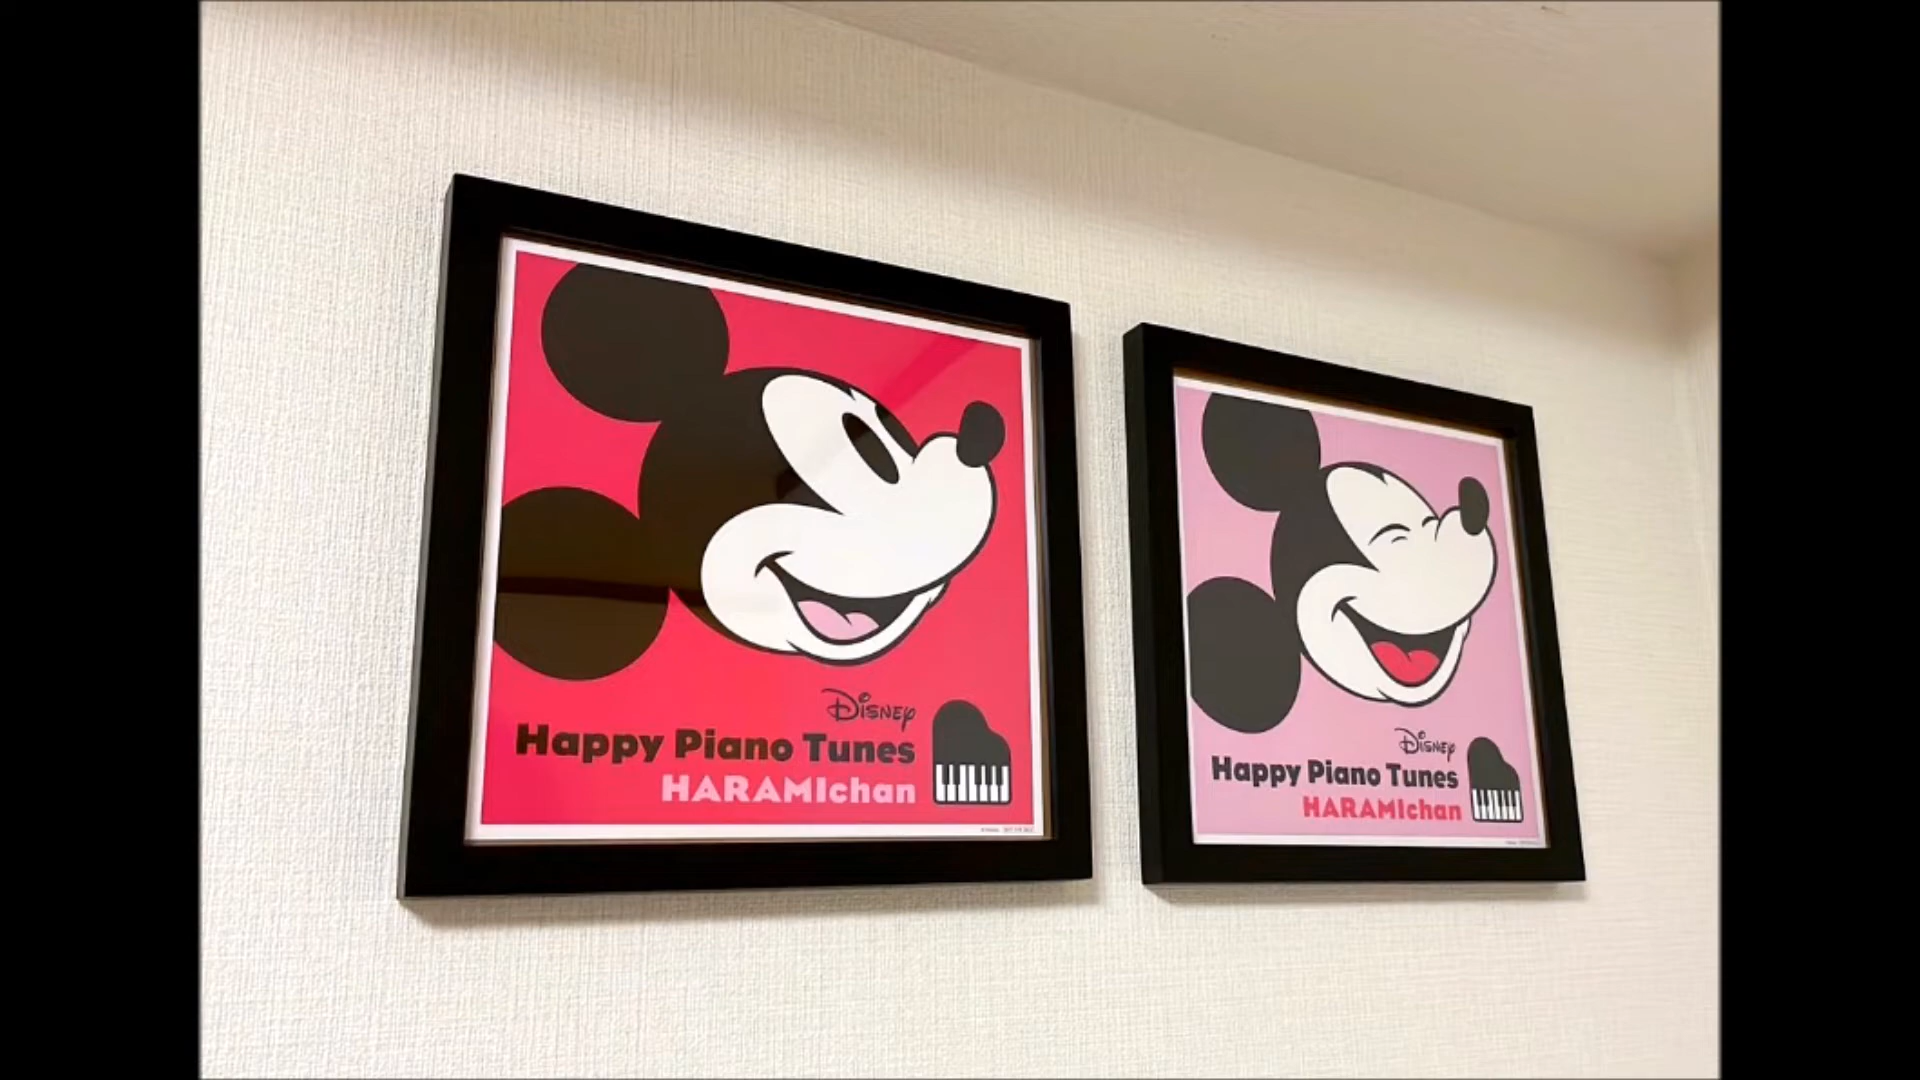 Disney
Happy Piano Tunes
HARAMIchan
Disney
Happy Piano Tunes
HARAMIchan